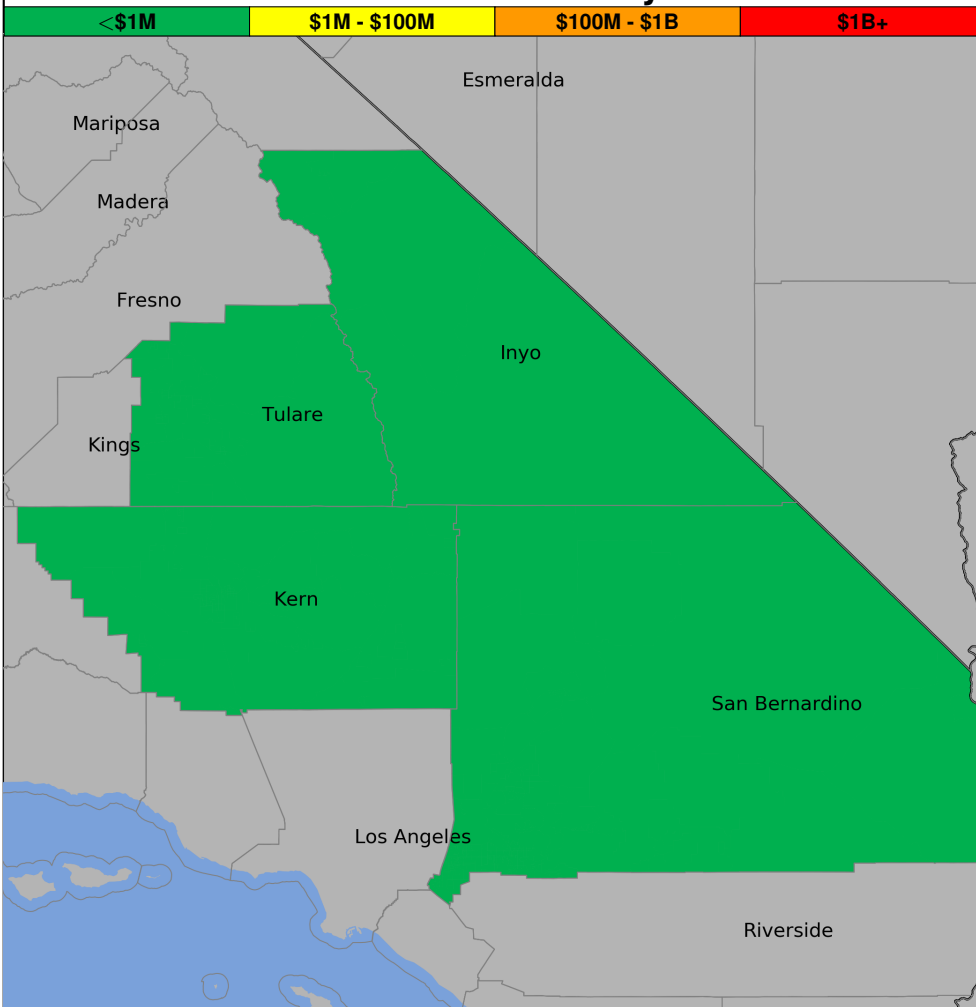 <$1M $1M - $100M $100M - $1B $1B+
Esmeralda
Mariposa
Madera
Fresno
Inyo
Tulare
Kings
Kern
San Bernardino
Los Angeles
Riverside